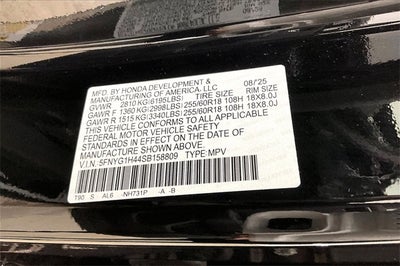 MFD. BY HONDA DEVELOPMENT &
MANUFACTURING OF AMERICA, LLC 08/'25
GVWR 2810 KG(6195LBS) TIRE SIZE RIM SIZE
GAWR F 1360 KG(2998LBS) 255/60R18 108H 18X8.0J
GAWR R 1515 KG(3340LBS) 255/60R18 108H 18X8.0J
THIS VEHICLE CONFORMS TO ALL APPLICABLE
FEDERAL MOTOR VEHICLE SAFETY
STANDARDS IN EFFECT ON THE DATE OF
MANUFACTURE SHOWN ABOVE.
V.I.N. 5FNYG1H44SB158809 TYPE:MPV
T90 S AL6 -NH731P -A -B